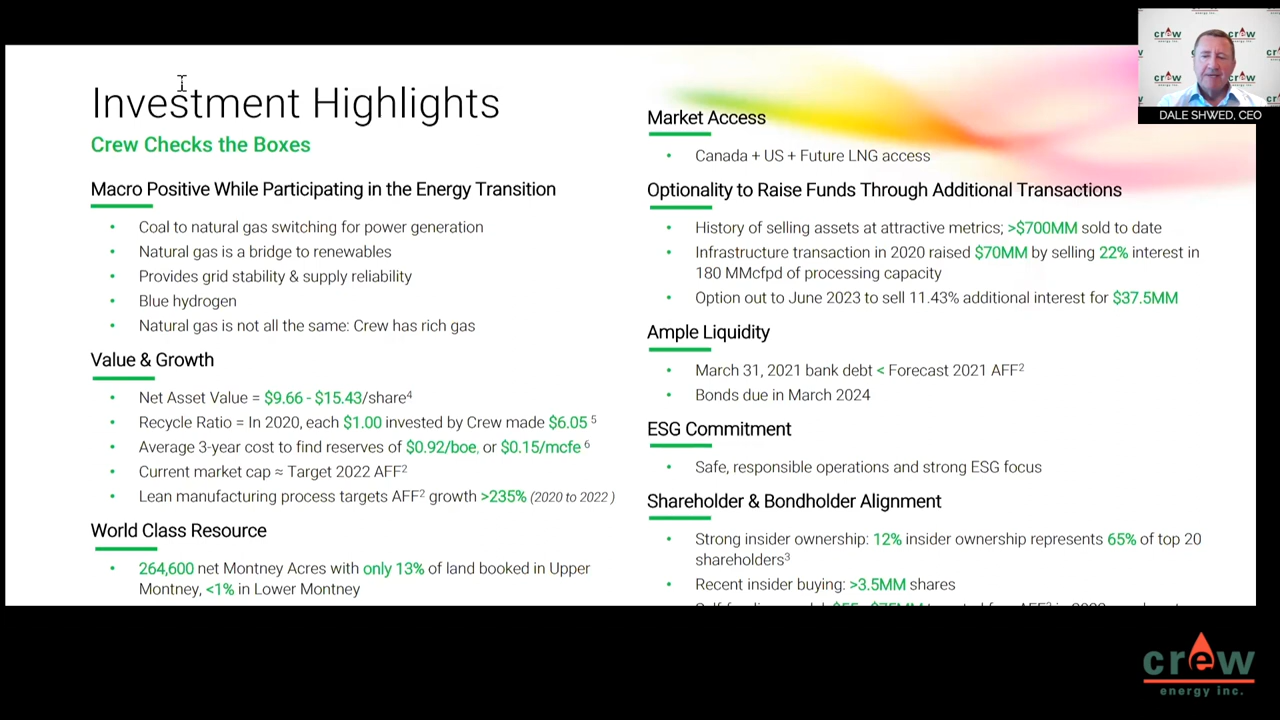 Investment Highlights
Crew Checks the Boxes
Macro Positive While Participating in the Energy Transition
• Coal to natural gas switching for power generation
• Natural gas is a bridge to renewables
• Provides grid stability & supply reliability
• Blue hydrogen
• Natural gas is not all the same: Crew has rich gas
Value & Growth
• Net Asset Value = $9.66 - $15.43/share⁴
• Recycle Ratio = In 2020, each $1.00 invested by Crew made $6.05 ⁵
• Average 3-year cost to find reserves of $0.92/boe, or $0.15/mcfe ⁶
• Current market cap ≈ Target 2022 AFF²
• Lean manufacturing process targets AFF² growth >235% (2020 to 2022 )
World Class Resource
• 264,600 net Montney Acres with only 13% of land booked in Upper
Montney, <1% in Lower Montney
Market Access
• Canada + US + Future LNG access
Optionality to Raise Funds Through Additional Transactions
• History of selling assets at attractive metrics; >$700MM sold to date
• Infrastructure transaction in 2020 raised $70MM by selling 22% interest in
180 MMcfpd of processing capacity
• Option out to June 2023 to sell 11.43% additional interest for $37.5MM
Ample Liquidity
• March 31, 2021 bank debt < Forecast 2021 AFF²
• Bonds due in March 2024
ESG Commitment
• Safe, responsible operations and strong ESG focus
Shareholder & Bondholder Alignment
• Strong insider ownership: 12% insider ownership represents 65% of top 20
shareholders³
• Recent insider buying: >3.5MM shares
crew
energy inc.
crew
crew
crew
crew
DALE SHWED, CEO
crew
energy inc.